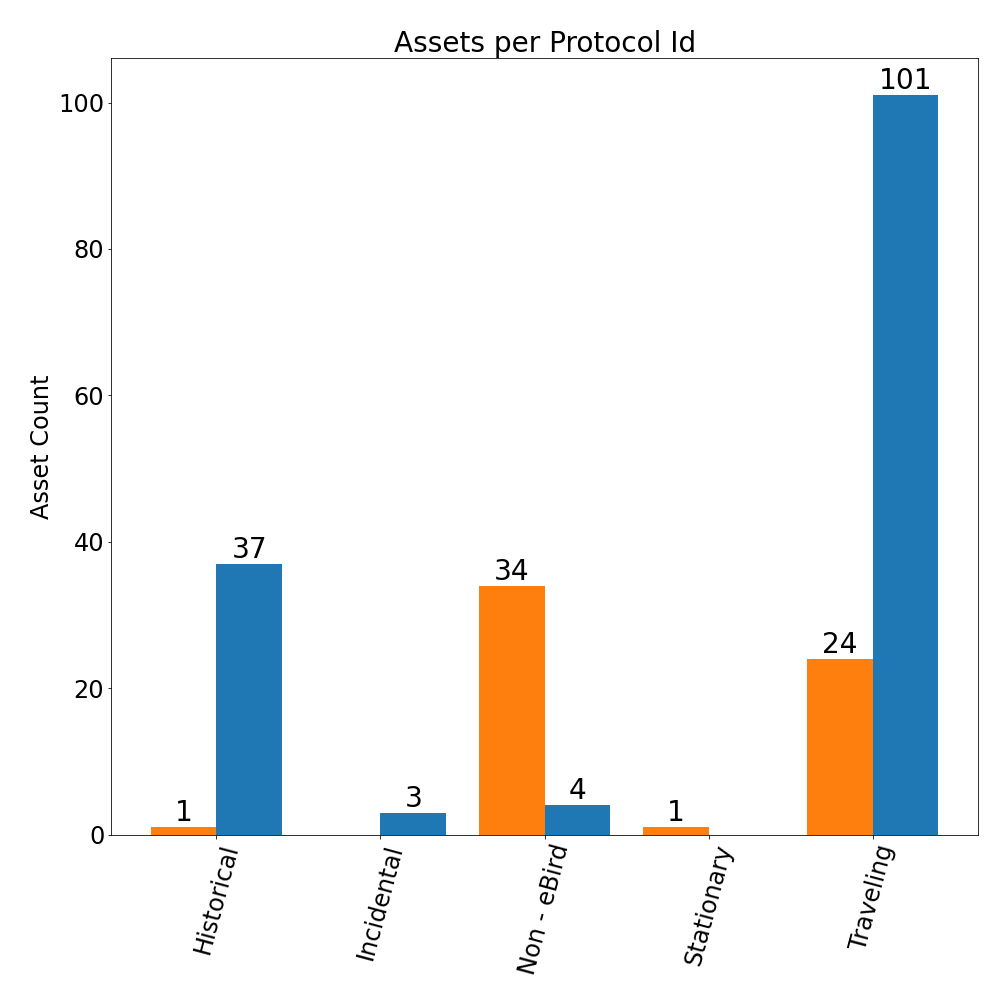 Assets per Protocol Id
Asset Count
100
80
60
40
20
0
1
37
3
34
4
1
24
101
Historical
Incidental
Non - eBird
Stationary
Traveling